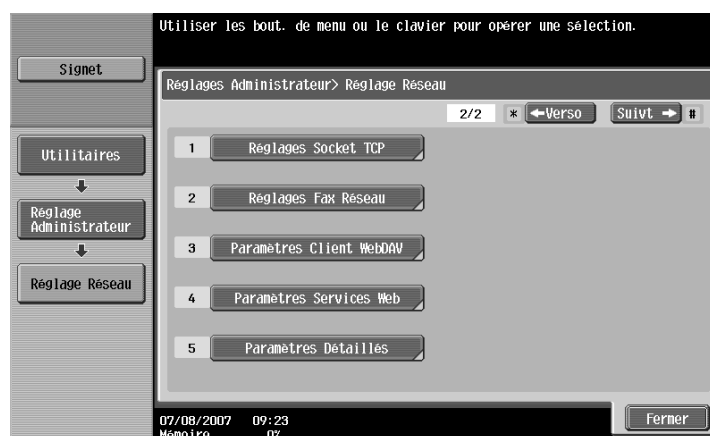 Utiliser les bout. de menu ou le clavier pour opérer une sélection.
Signet
Réglages Administrateur> Réglage Réseau
2/2 * ←Verso Suivt → #
Utilitaires
1 Réglages Socket TCP
Réglage
Administrateur
2 Réglages Fax Réseau
Réglage Réseau
3 Paramètres Client WebDAV
4 Paramètres Services Web
5 Paramètres Détaillés
Fermer
07/08/2007 09:23
Mémoire 0%